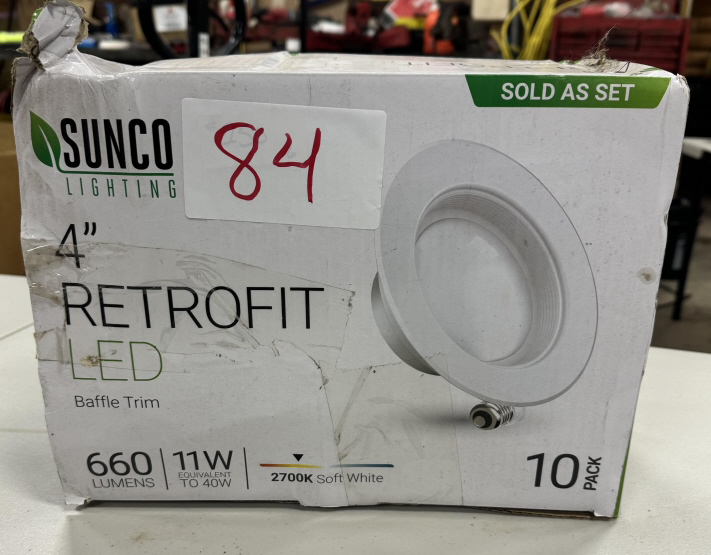 SOLD AS SET
SUNCO
LIGHTING
84
4”
RETROFIT
LED
Baffle Trim
660
LUMENS
11W
EQUIVALENT
TO 40W
2700K Soft White
10 PACK